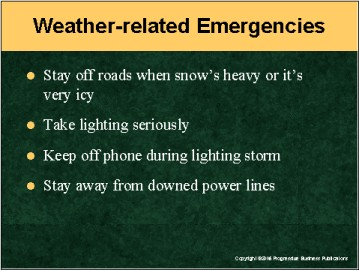 Weather-related Emergencies
Stay off roads when snow's heavy or it's
very icy
Take lighting seriously
Keep off phone during lighting storm
Stay away from downed power lines
Copyright Progressive Business Publications